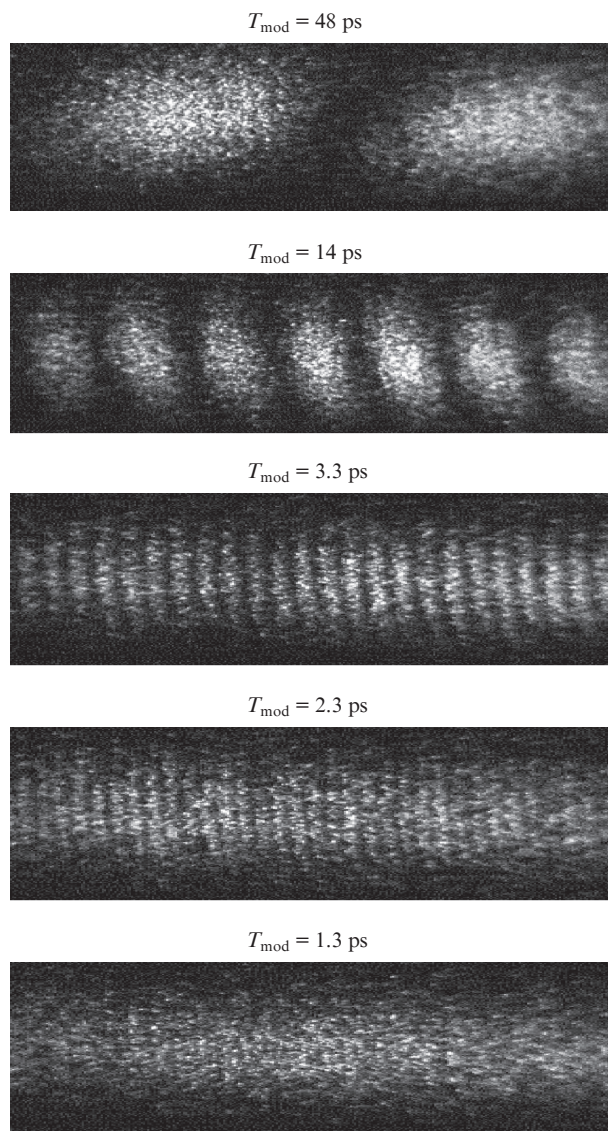 T_mod = 48 ps
T_mod = 14 ps
T_mod = 3.3 ps
T_mod = 2.3 ps
T_mod = 1.3 ps